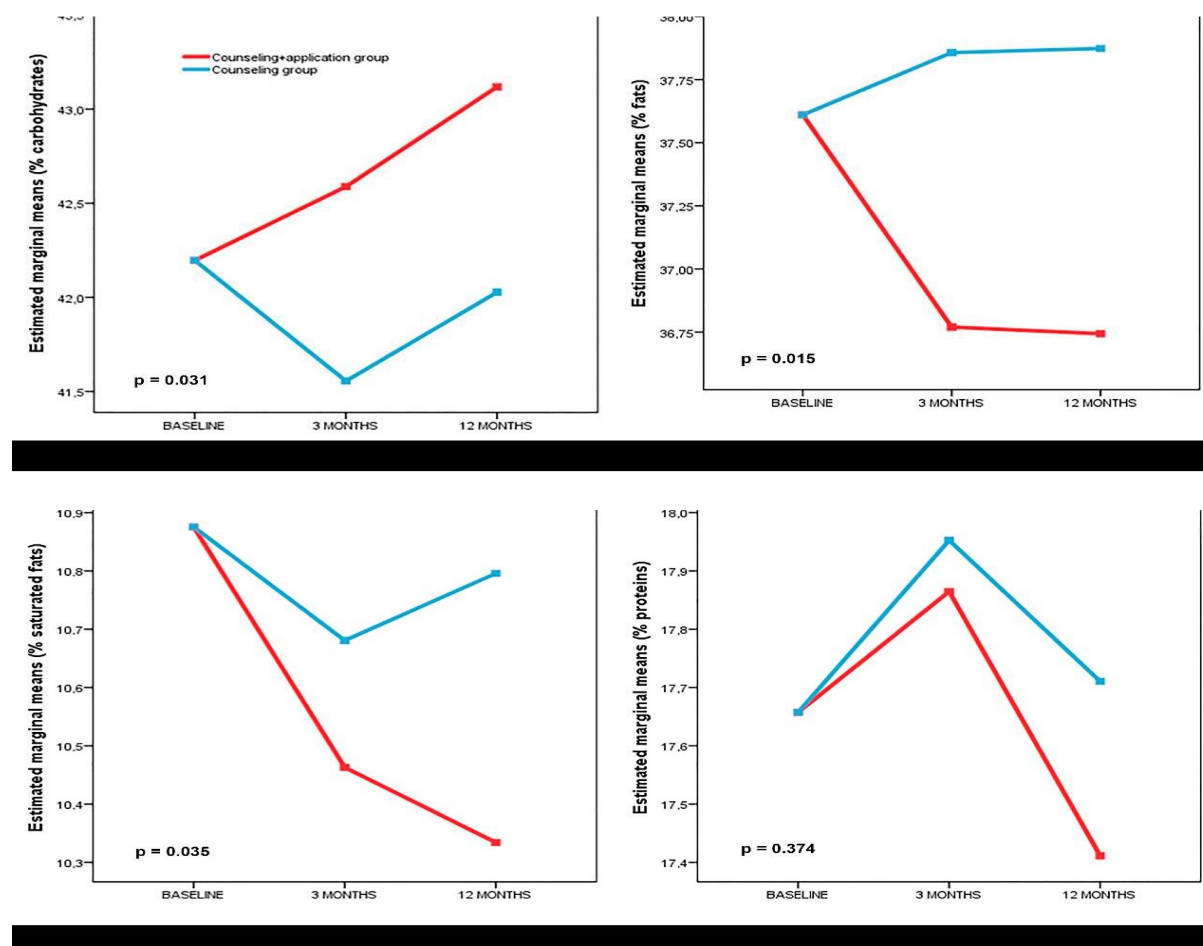 Estimated marginal means (% carbohydrates)
Counseling+application group
Counseling group
43,0
42,5
42,0
41,5
p = 0.031
BASELINE 3 MONTHS 12 MONTHS
Estimated marginal means (% fats)
38,00
37,75
37,50
37,25
37,00
36,75
p = 0.015
BASELINE 3 MONTHS 12 MONTHS
Estimated marginal means (% saturated fats)
10,9
10,8
10,7
10,6
10,5
10,4
10,3
p = 0.035
BASELINE 3 MONTHS 12 MONTHS
Estimated marginal means (% proteins)
18,0
17,9
17,8
17,7
17,6
17,5
17,4
p = 0.374
BASELINE 3 MONTHS 12 MONTHS